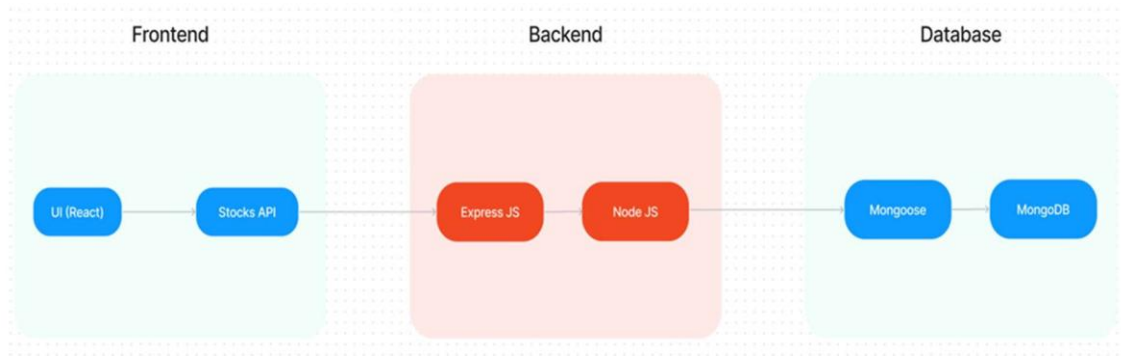 Frontend
Backend
Database
UI (React)
Stocks API
Express JS
Node JS
Mongoose
MongoDB